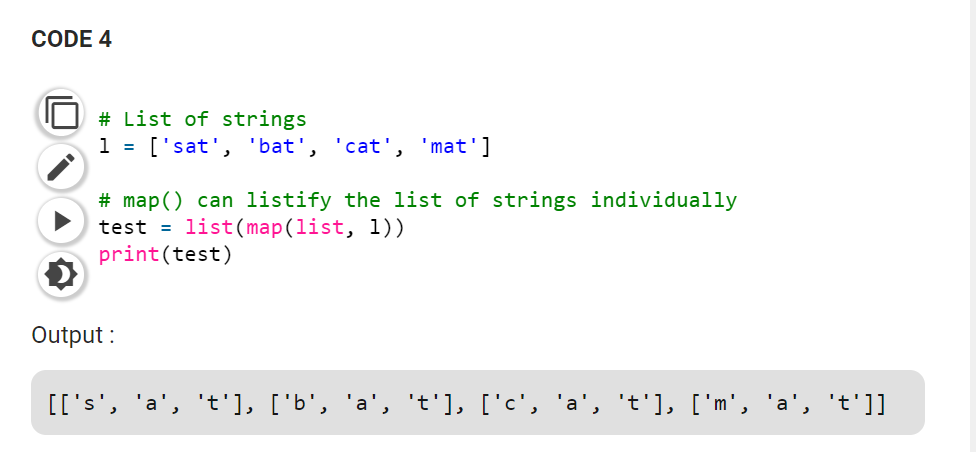 CODE 4
# List of strings
l = ['sat', 'bat', 'cat', 'mat']
# map() can listify the list of strings individually
test = list(map(list, l))
print(test)
Output :
[['s', 'a', 't'], ['b', 'a', 't'], ['c', 'a', 't'], ['m', 'a', 't']]